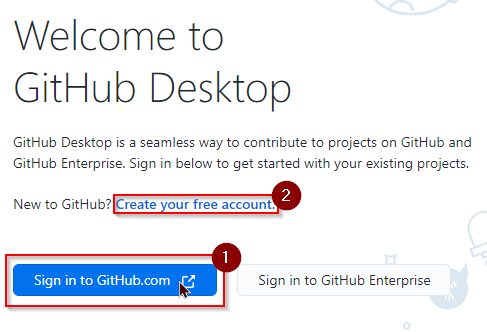 Welcome to
GitHub Desktop
GitHub Desktop is a seamless way to contribute to projects on GitHub and
GitHub Enterprise. Sign in below to get started with your existing projects.
New to GitHub? Create your free account. 2
1
Sign in to GitHub.com Sign in to GitHub Enterprise